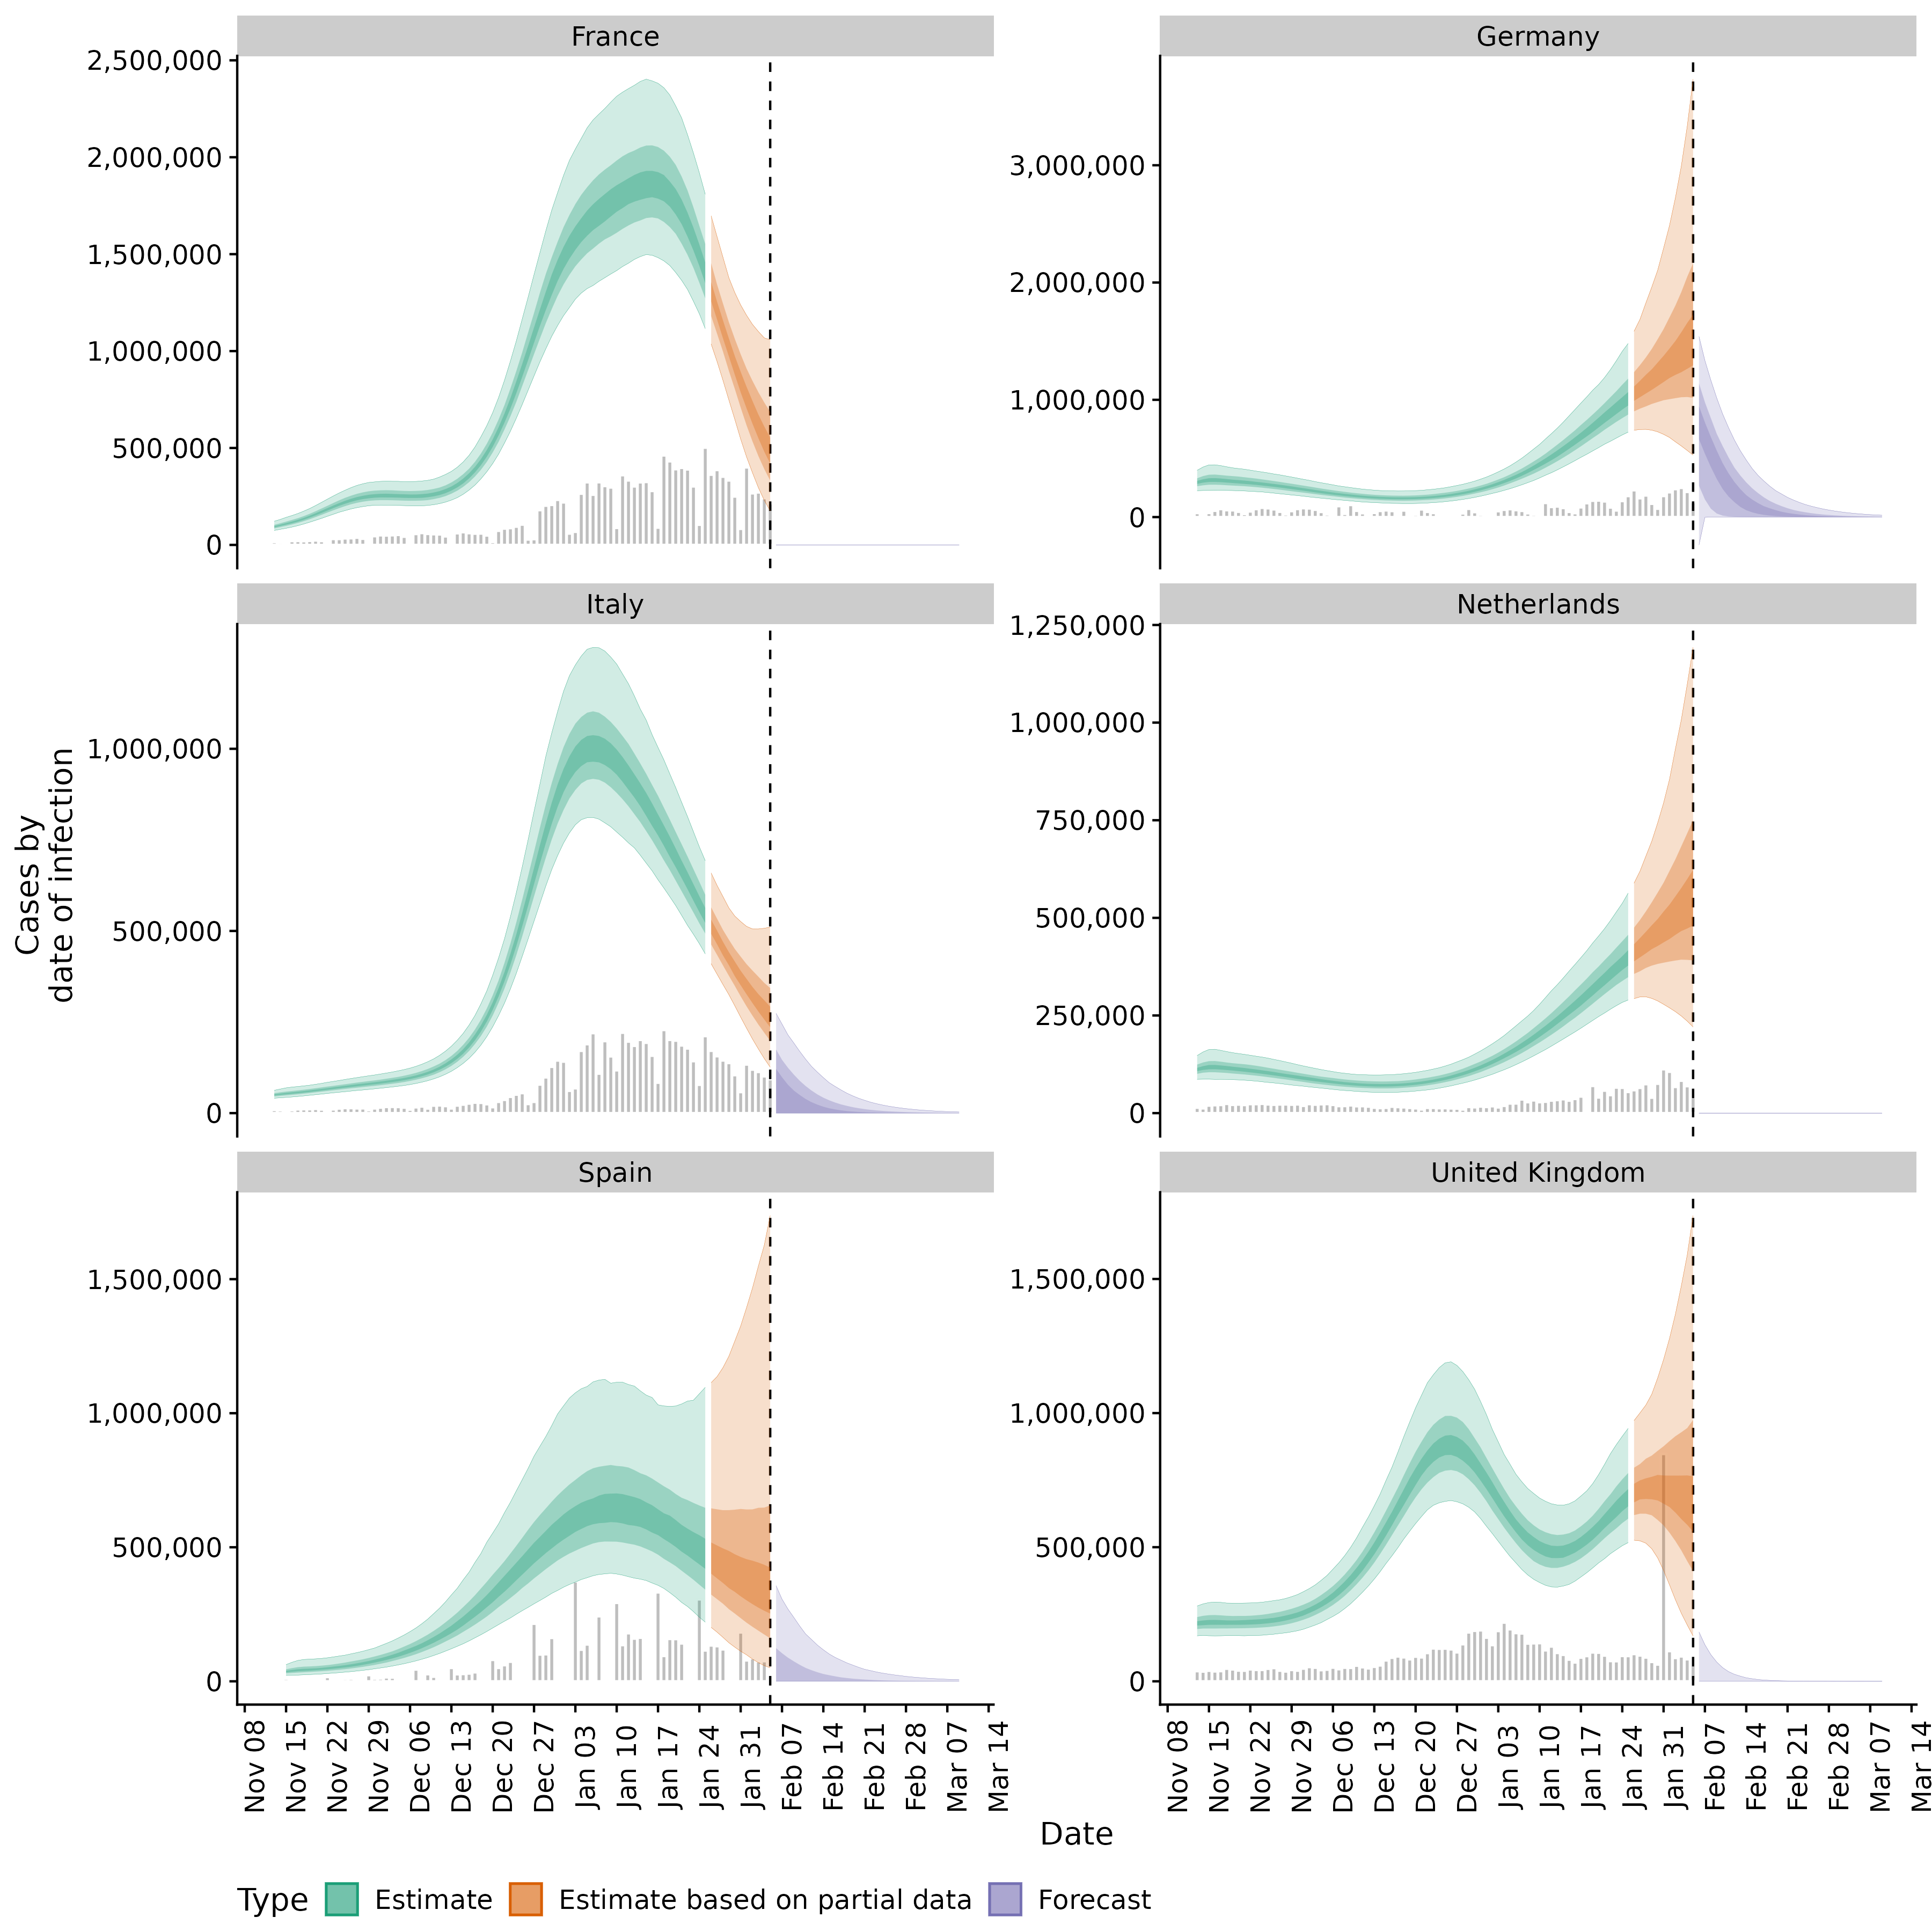 France
Germany
2,500,000
2,000,000
1,500,000
1,000,000
500,000
0
3,000,000
2,000,000
1,000,000
0
Italy
Netherlands
1,000,000
500,000
0
1,250,000
1,000,000
750,000
500,000
250,000
0
Cases by
date of infection
Spain
United Kingdom
1,500,000
1,000,000
500,000
0
1,500,000
1,000,000
500,000
0
Nov 08
Nov 15
Nov 22
Nov 29
Dec 06
Dec 13
Dec 20
Dec 27
Jan 03
Jan 10
Jan 17
Jan 24
Jan 31
Feb 07
Feb 14
Feb 21
Feb 28
Mar 07
Mar 14
Nov 08
Nov 15
Nov 22
Nov 29
Dec 06
Dec 13
Dec 20
Dec 27
Jan 03
Jan 10
Jan 17
Jan 24
Jan 31
Feb 07
Feb 14
Feb 21
Feb 28
Mar 07
Mar 14
Date
Type Estimate Estimate based on partial data Forecast